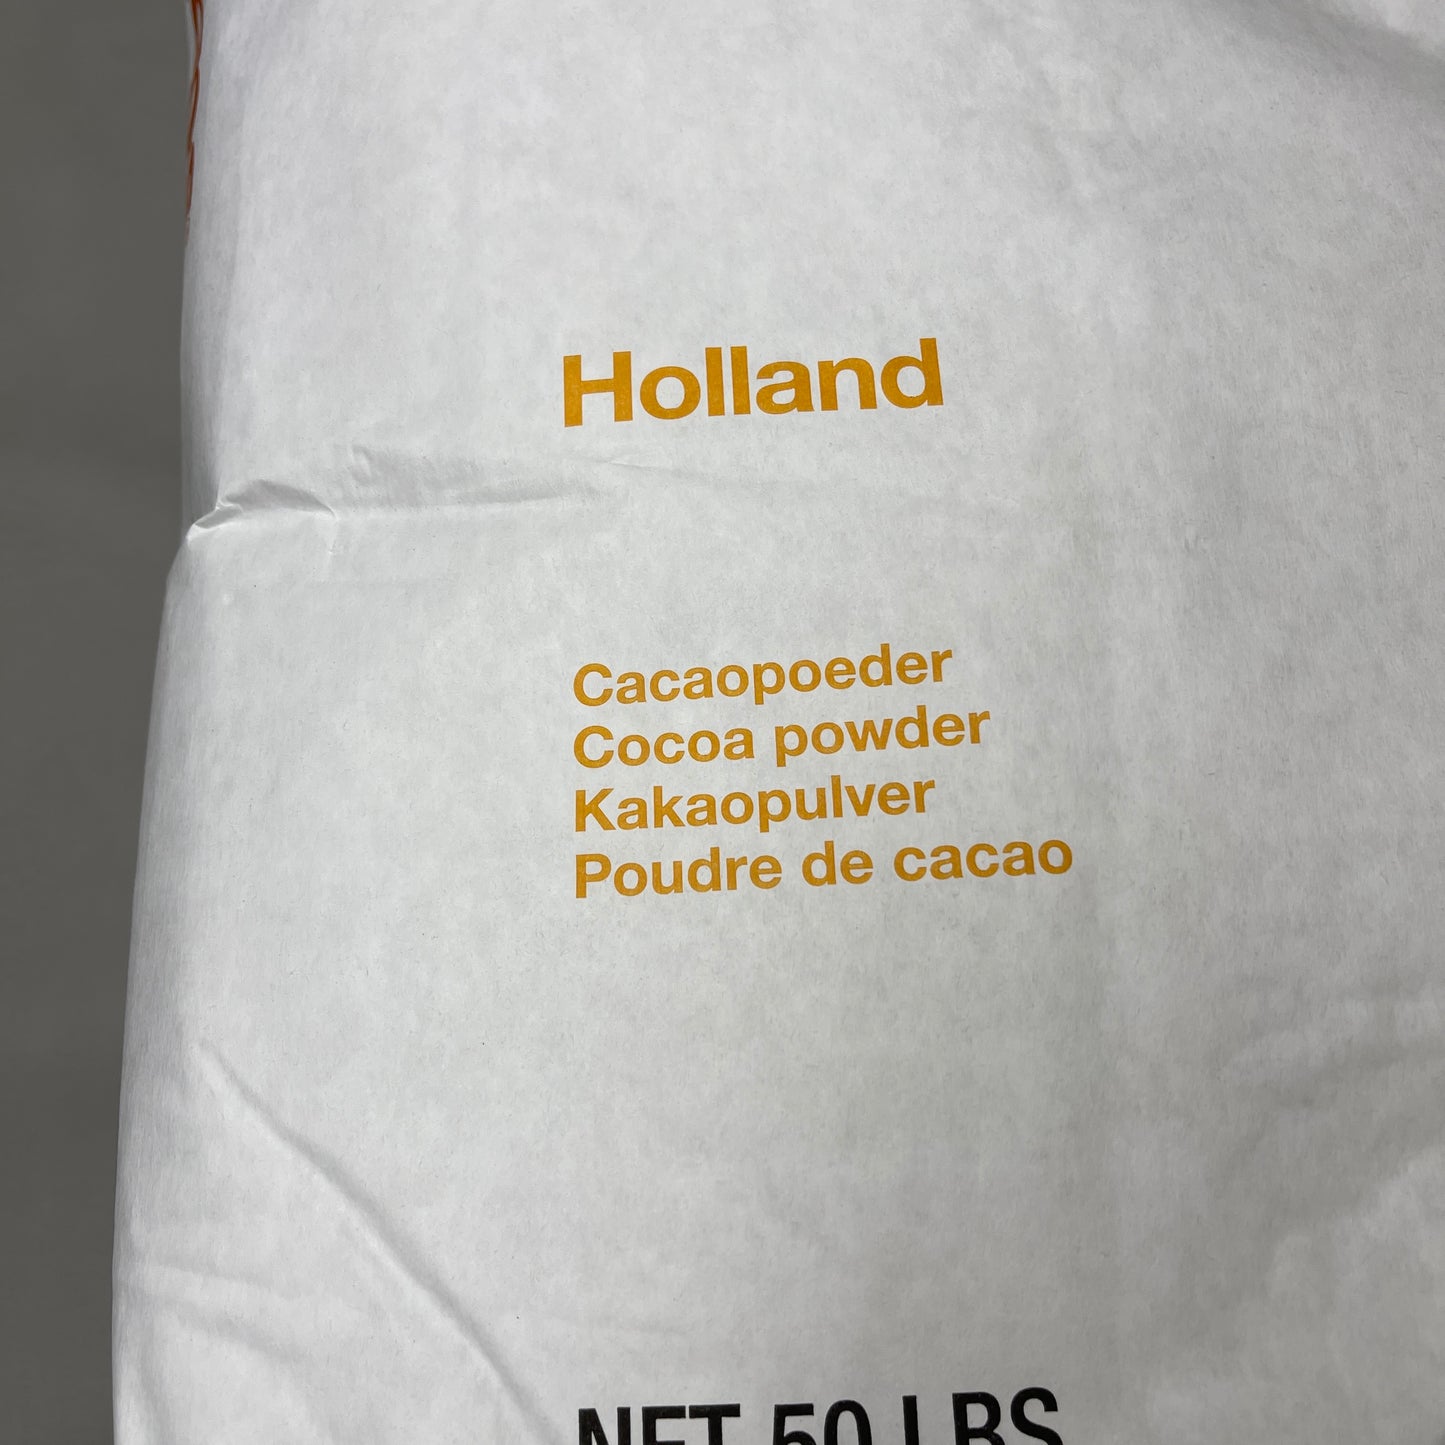 Holland
Cacaopoeder
Cocoa powder
Kakaopulver
Poudre de cacao
NET 50 LBS